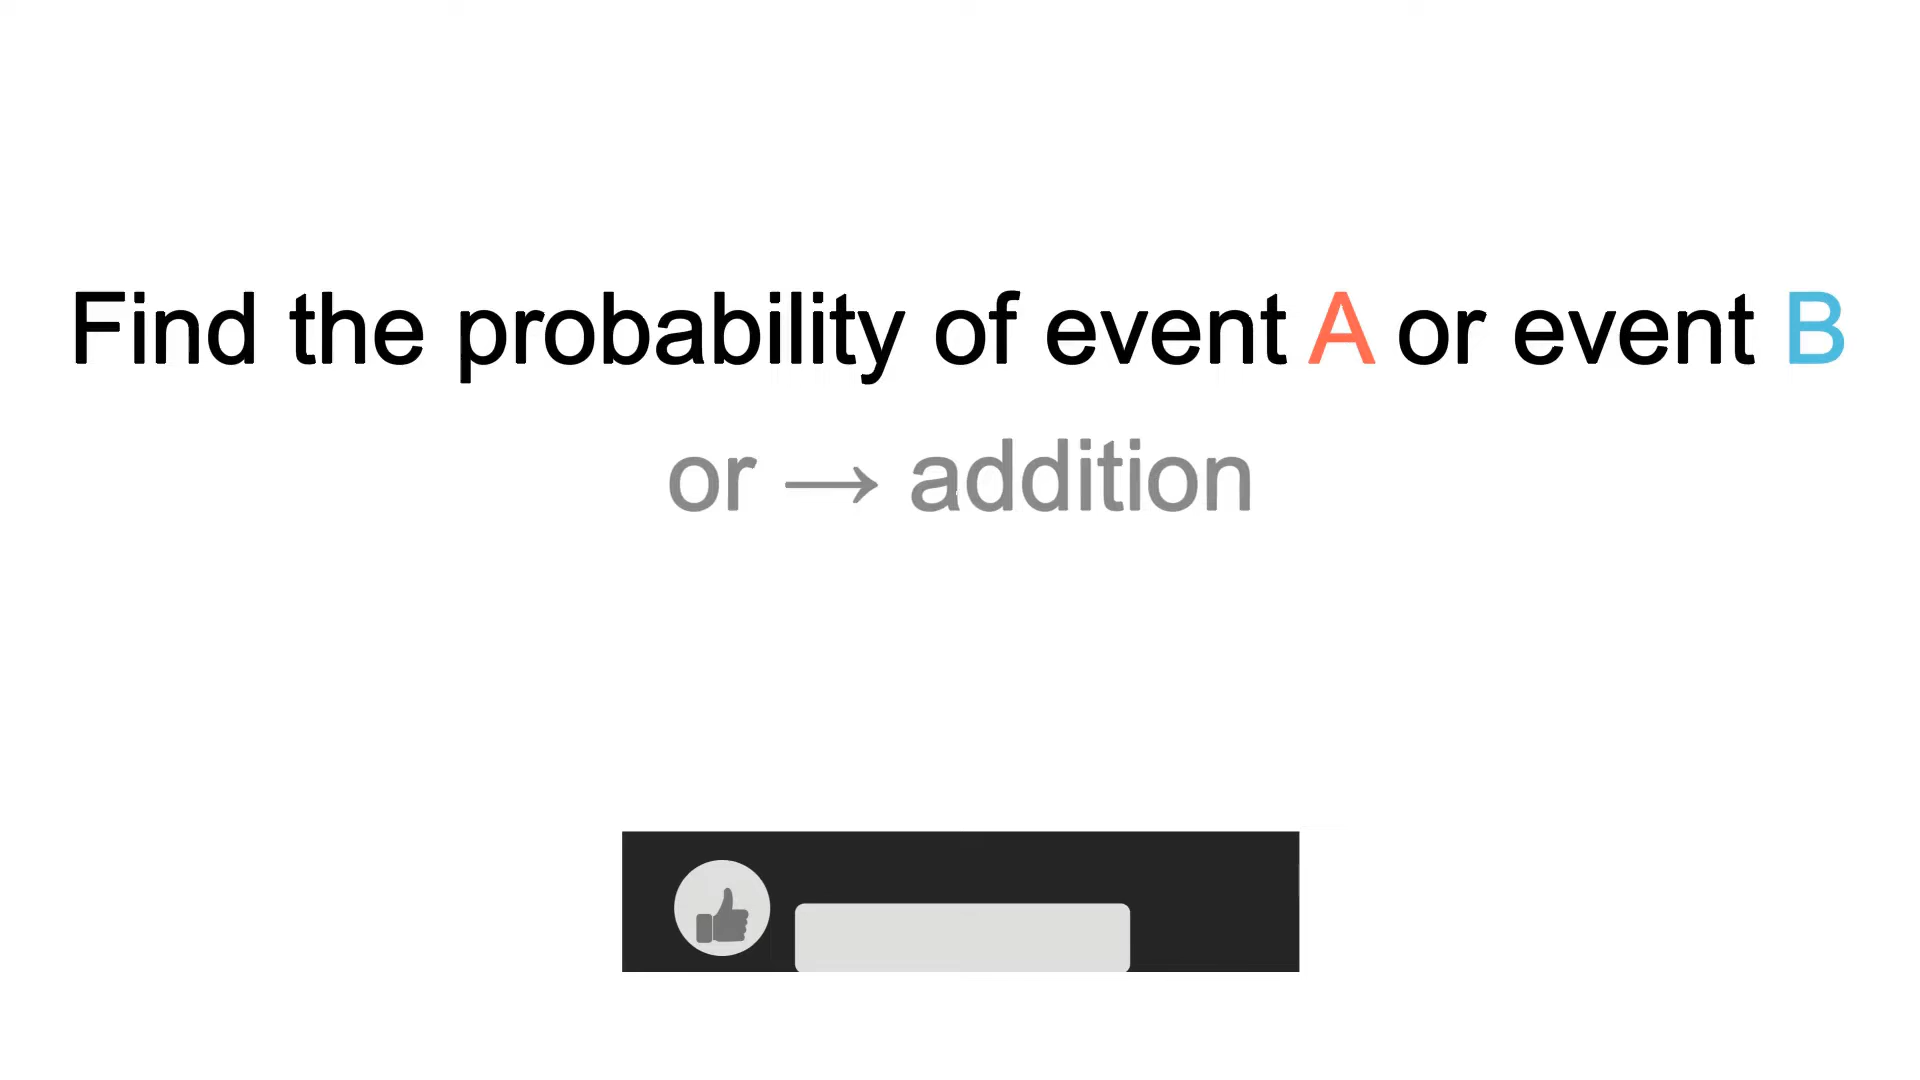 Find the probability of event A or event B
or → addition